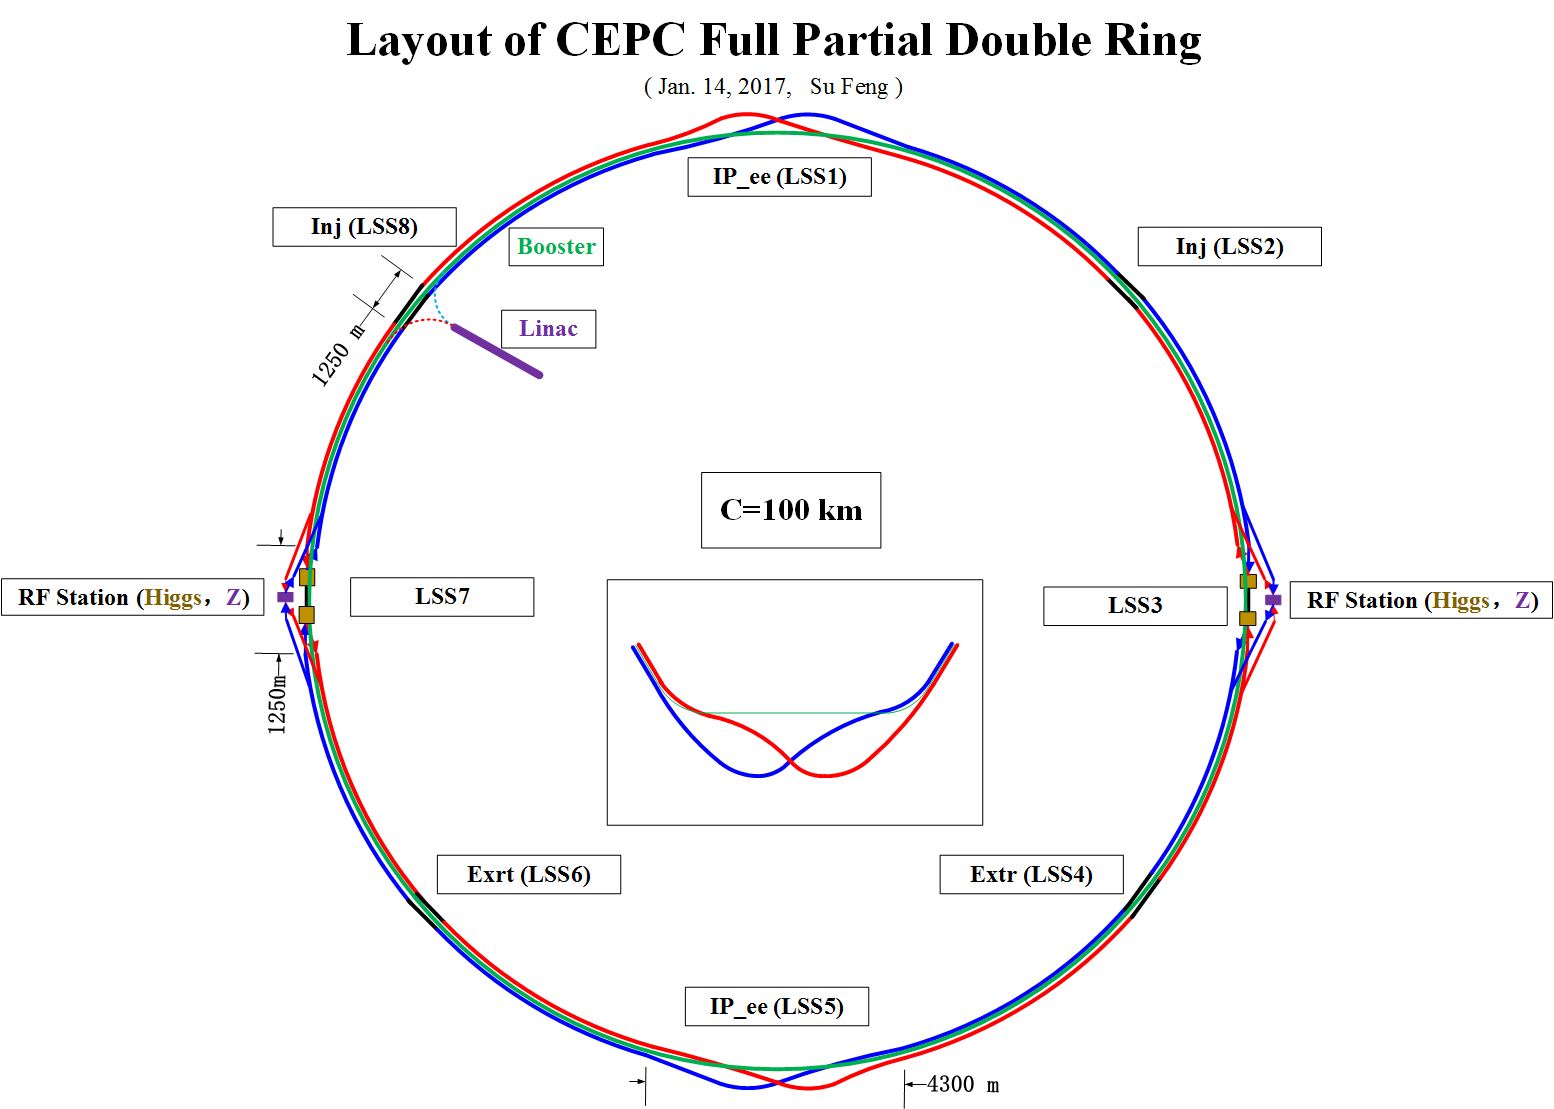 Layout of CEPC Full Partial Double Ring
( Jan. 14, 2017,   Su Feng )
IP_ee (LSS1)
Inj (LSS8)
Booster
Inj (LSS2)
Linac
1250 m
C=100 km
RF Station (Higgs，Z)
LSS7
LSS3
RF Station (Higgs，Z)
1250m
Exrt (LSS6)
Extr (LSS4)
IP_ee (LSS5)
4300 m